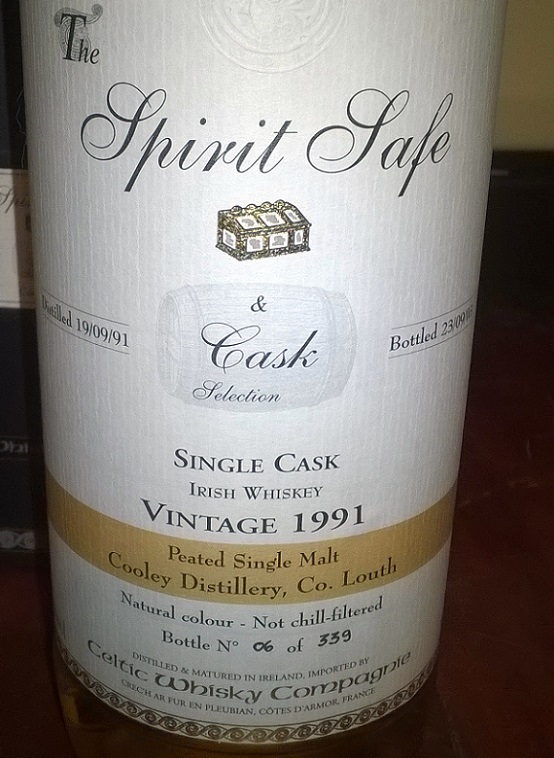 The
Spirit Safe
&
Cask
Selection
Distilled 19/09/91
Bottled 23/09/
SINGLE CASK
IRISH WHISKEY
VINTAGE 1991
Peated Single Malt
Cooley Distillery, Co. Louth
Natural colour - Not chill-filtered
Bottle N° 06 of 339
DISTILLED & MATURED IN IRELAND, IMPORTED BY
Celtic Whisky Compagnie
CREC'H AR FUR EN PLEUBIAN, CÔTES D'ARMOR, FRANCE